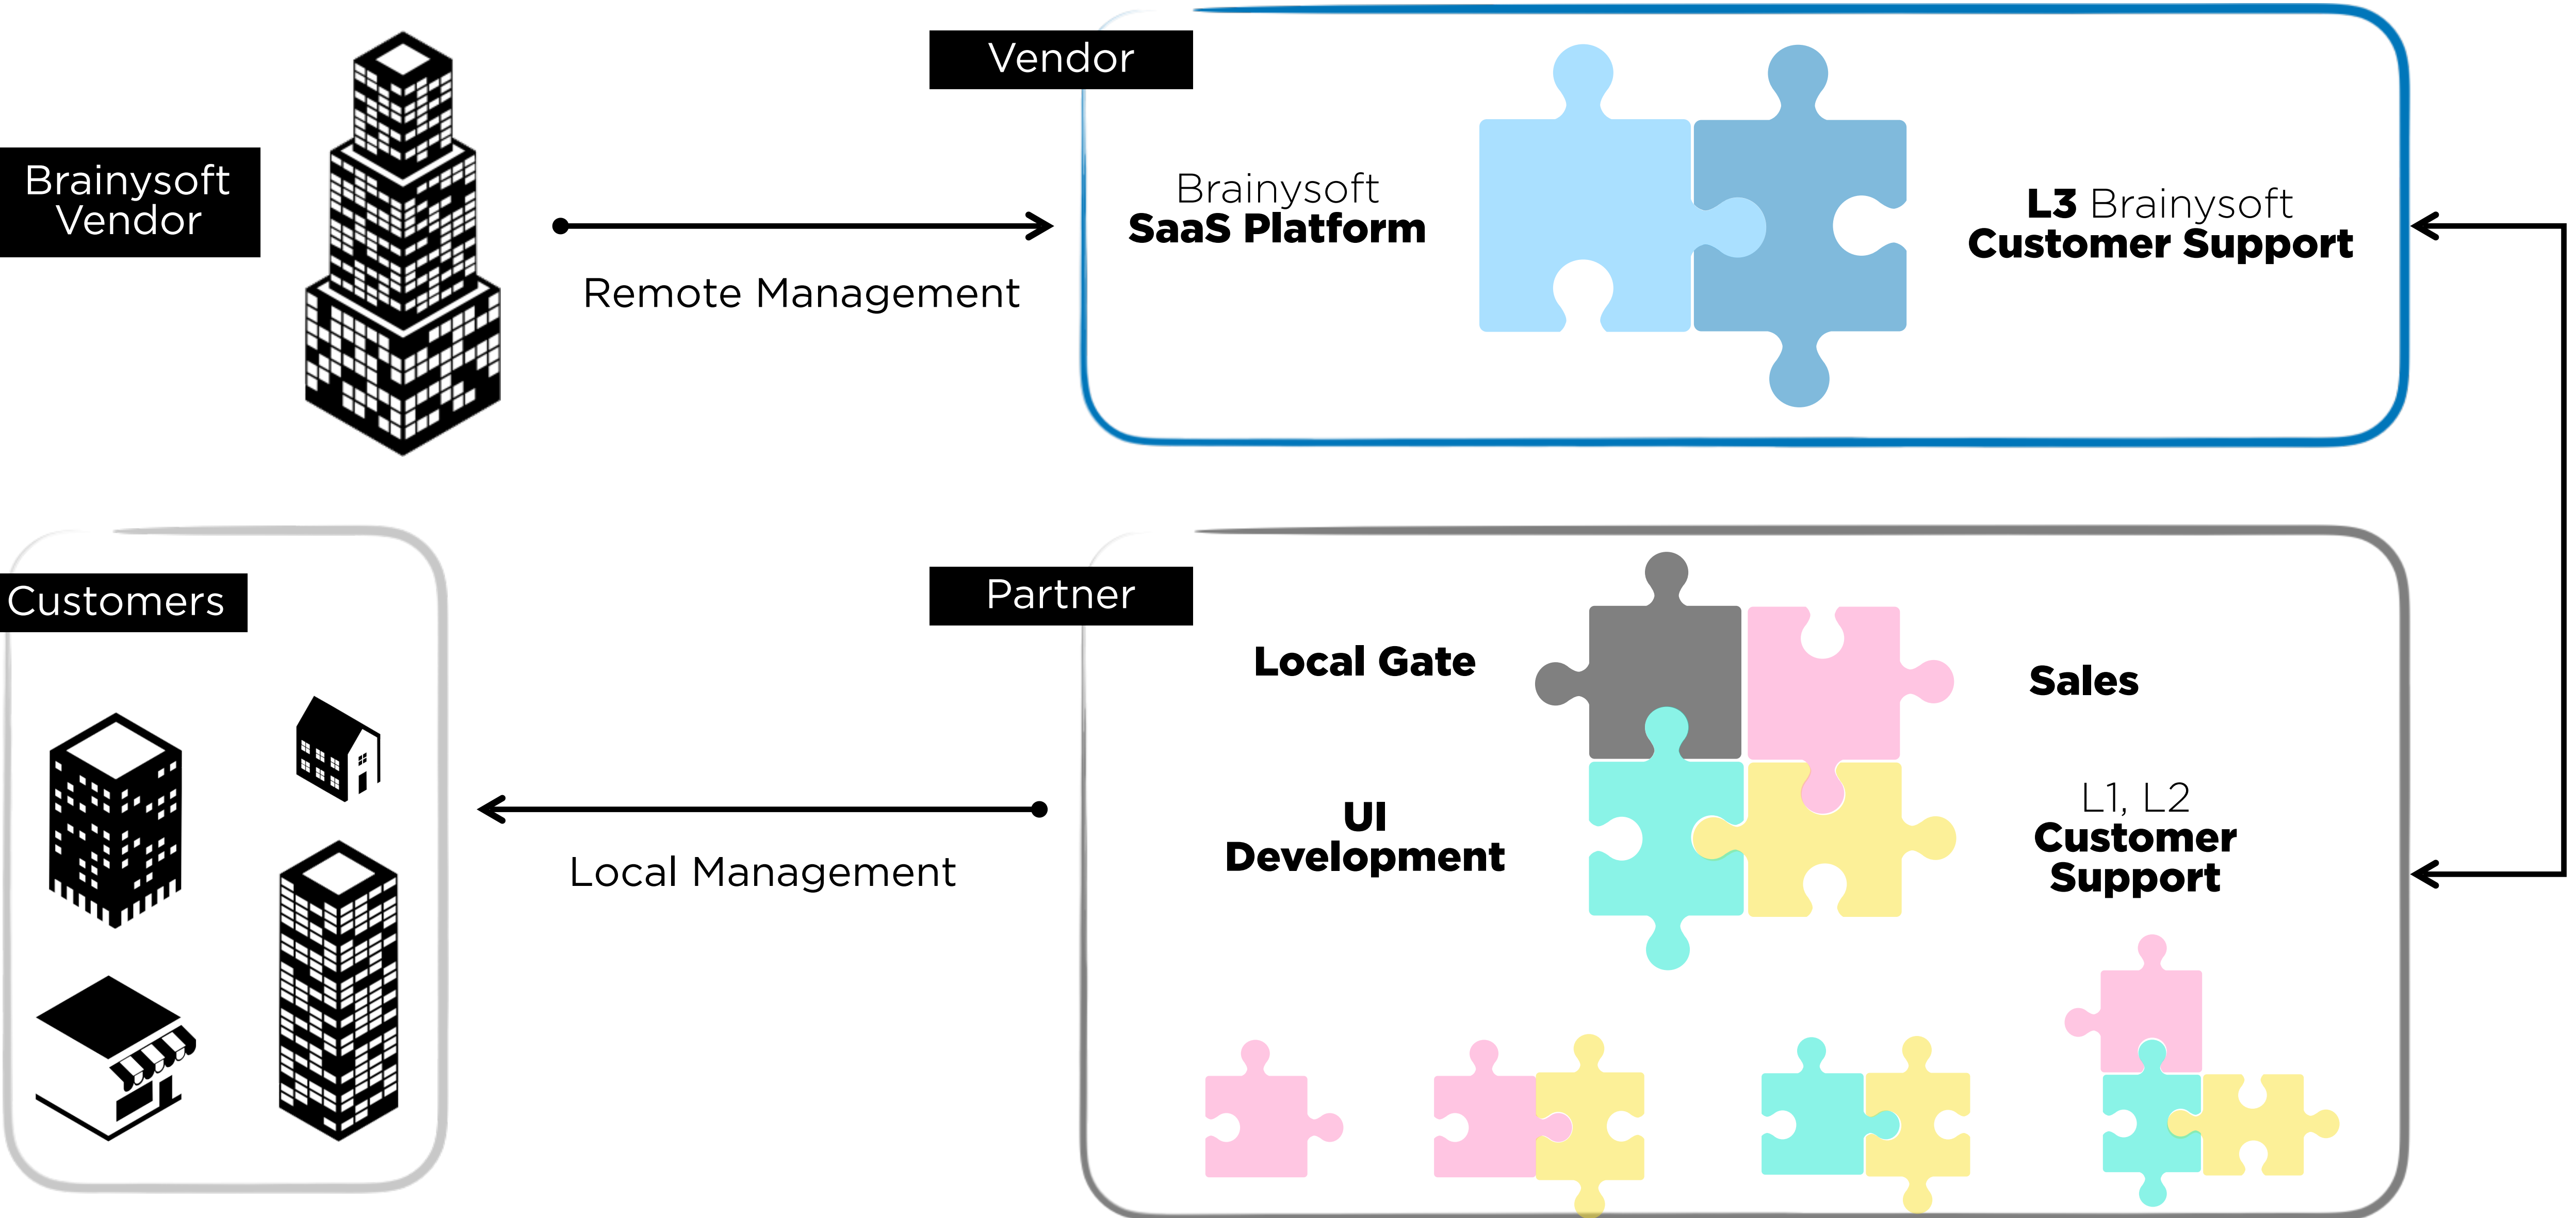 Vendor
Brainysoft
Vendor
Remote Management
Brainysoft
SaaS Platform
L3 Brainysoft
Customer Support
Customers
Local Management
Partner
Local Gate
Sales
UI
Development
L1, L2
Customer
Support